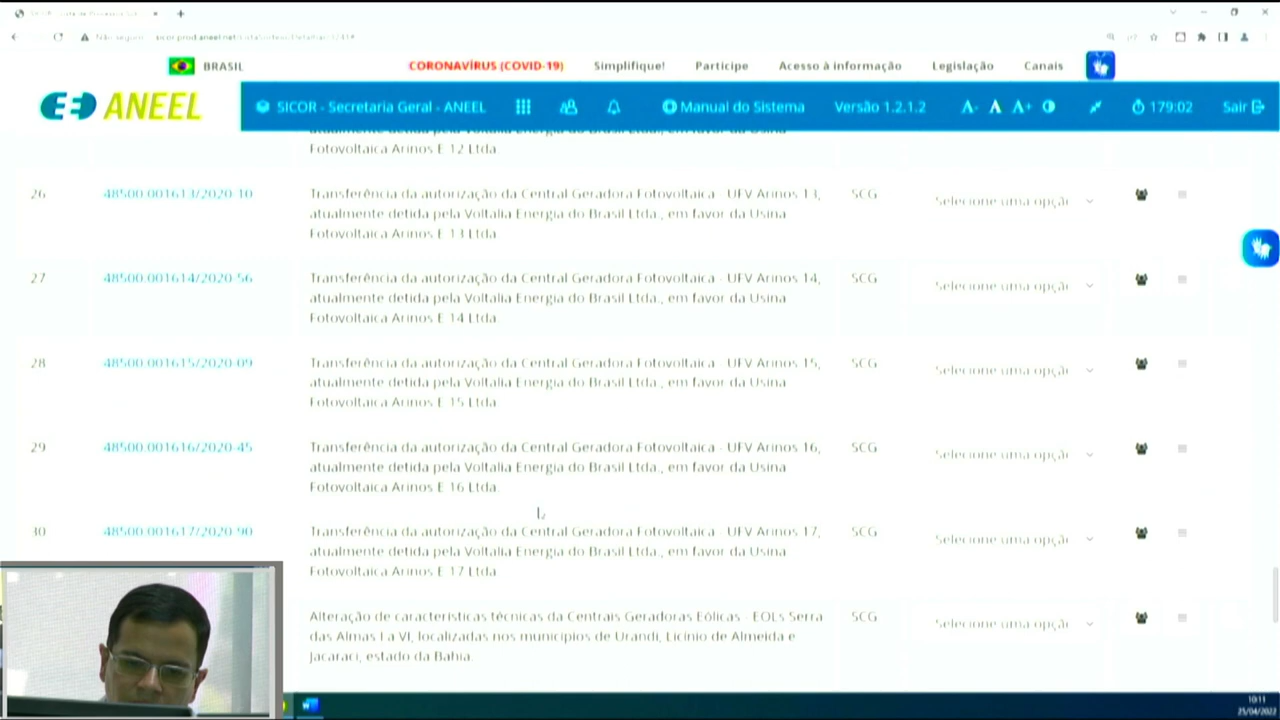 BRASIL
CORONAVÍRUS (COVID-19)
Simplifique!
Participe
Acesso à informação
Legislação
Canais
ANEEL
SICOR - Secretaria Geral - ANEEL
Manual do Sistema
Versão 1.2.1.2
A-
A
A+
179:02
Sair
Fotovoltaica Arinos E 12 Ltda.
26
48500.001613/2020-10
Transferência da autorização da Central Geradora Fotovoltaica - UFV Arinos 13,
atualmente detida pela Voltalia Energia do Brasil Ltda., em favor da Usina
Fotovoltaica Arinos E 13 Ltda.
SCG
Selecione uma opçã
27
48500.001614/2020-56
Transferência da autorização da Central Geradora Fotovoltaica - UFV Arinos 14,
atualmente detida pela Voltalia Energia do Brasil Ltda., em favor da Usina
Fotovoltaica Arinos E 14 Ltda.
SCG
Selecione uma opçã
28
48500.001615/2020-09
Transferência da autorização da Central Geradora Fotovoltaica - UFV Arinos 15,
atualmente detida pela Voltalia Energia do Brasil Ltda., em favor da Usina
Fotovoltaica Arinos E 15 Ltda.
SCG
Selecione uma opçã
29
48500.001616/2020-45
Transferência da autorização da Central Geradora Fotovoltaica - UFV Arinos 16,
atualmente detida pela Voltalia Energia do Brasil Ltda., em favor da Usina
Fotovoltaica Arinos E 16 Ltda.
SCG
Selecione uma opçã
30
48500.001617/2020-90
Transferência da autorização da Central Geradora Fotovoltaica - UFV Arinos 17,
atualmente detida pela Voltalia Energia do Brasil Ltda., em favor da Usina
Fotovoltaica Arinos E 17 Ltda.
SCG
Selecione uma opçã
Alteração de características técnicas da Centrais Geradoras Eólicas - EOLs Serra
das Almas I a VI, localizadas nos municípios de Urandi, Licínio de Almeida e
Jacaraci, estado da Bahia.
SCG
Selecione uma opçã
10:11
25/04/2022